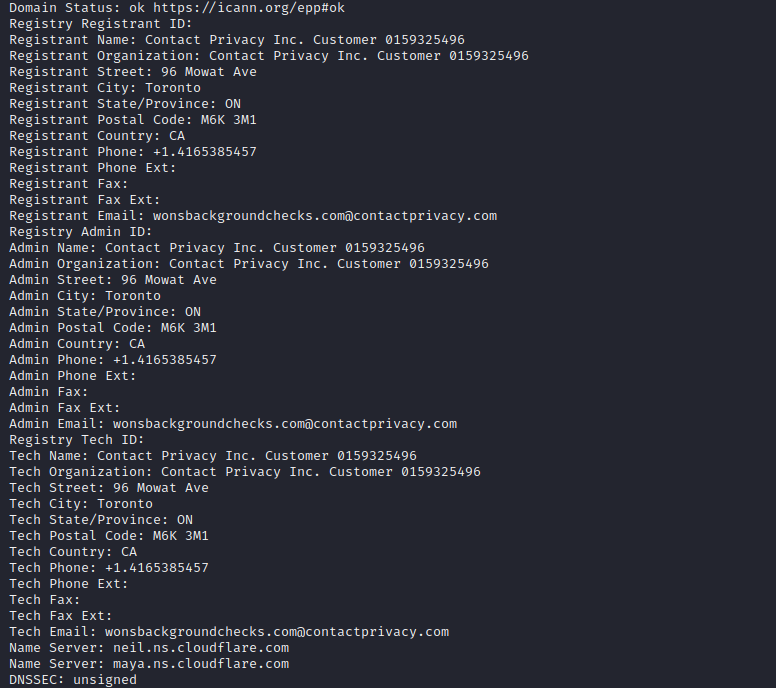 Domain Status: ok https://icann.org/epp#ok
Registry Registrant ID:
Registrant Name: Contact Privacy Inc. Customer 0159325496
Registrant Organization: Contact Privacy Inc. Customer 0159325496
Registrant Street: 96 Mowat Ave
Registrant City: Toronto
Registrant State/Province: ON
Registrant Postal Code: M6K 3M1
Registrant Country: CA
Registrant Phone: +1.4165385457
Registrant Phone Ext:
Registrant Fax:
Registrant Fax Ext:
Registrant Email: wonsbackgroundchecks.com@contactprivacy.com
Registry Admin ID:
Admin Name: Contact Privacy Inc. Customer 0159325496
Admin Organization: Contact Privacy Inc. Customer 0159325496
Admin Street: 96 Mowat Ave
Admin City: Toronto
Admin State/Province: ON
Admin Postal Code: M6K 3M1
Admin Country: CA
Admin Phone: +1.4165385457
Admin Phone Ext:
Admin Fax:
Admin Fax Ext:
Admin Email: wonsbackgroundchecks.com@contactprivacy.com
Registry Tech ID:
Tech Name: Contact Privacy Inc. Customer 0159325496
Tech Organization: Contact Privacy Inc. Customer 0159325496
Tech Street: 96 Mowat Ave
Tech City: Toronto
Tech State/Province: ON
Tech Postal Code: M6K 3M1
Tech Country: CA
Tech Phone: +1.4165385457
Tech Phone Ext:
Tech Fax:
Tech Fax Ext:
Tech Email: wonsbackgroundchecks.com@contactprivacy.com
Name Server: neil.ns.cloudflare.com
Name Server: maya.ns.cloudflare.com
DNSSEC: unsigned